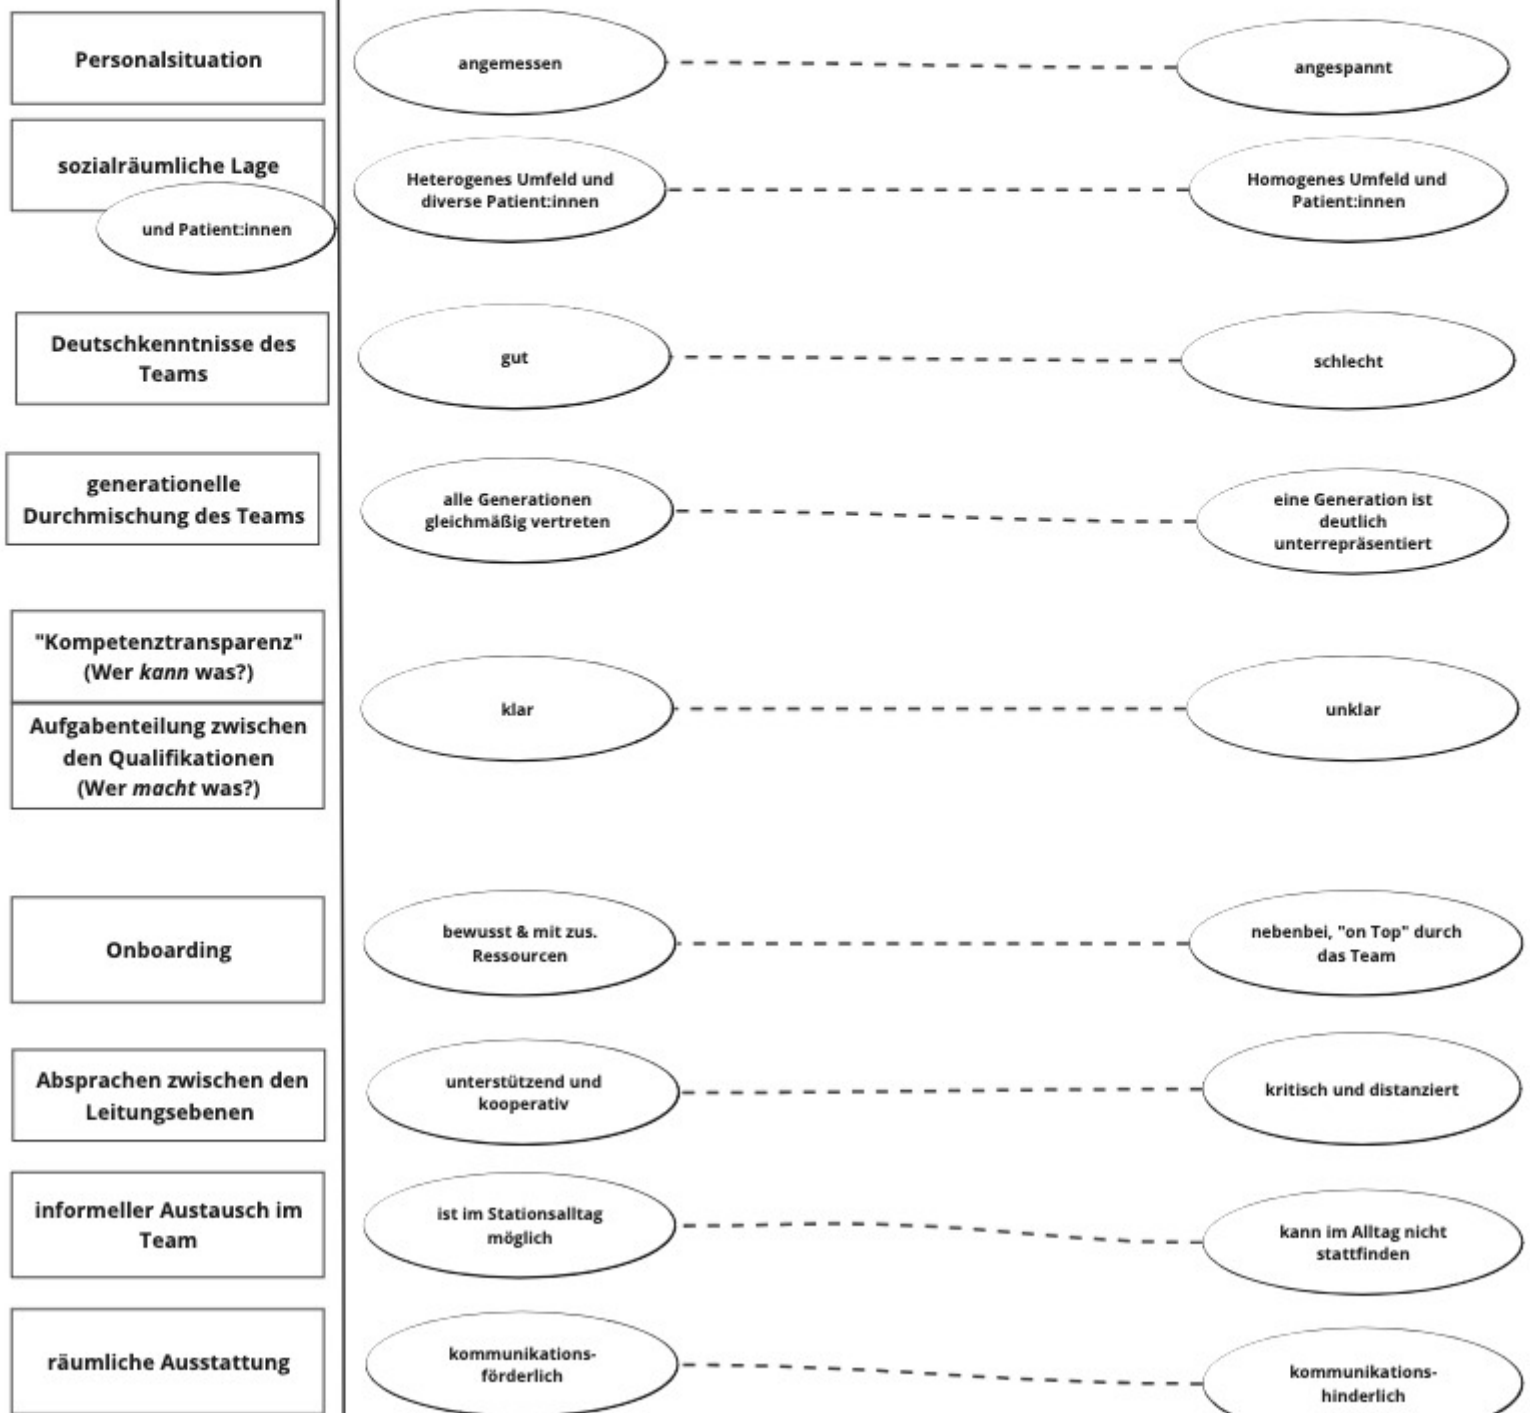 Personalsituation
angemessen
angespannt
sozialräumliche Lage
und Patient:innen
Heterogenes Umfeld und
diverse Patient:innen
Homogenes Umfeld und
Patient:innen
Deutschkenntnisse des
Teams
gut
schlecht
generationelle
Durchmischung des Teams
alle Generationen
gleichmäßig vertreten
eine Generation ist
deutlich
unterrepräsentiert
"Kompetenztransparenz"
(Wer kann was?)
Aufgabenteilung zwischen
den Qualifikationen
(Wer macht was?)
klar
unklar
Onboarding
bewusst & mit zus.
Ressourcen
nebenbei, "on Top" durch
das Team
Absprachen zwischen den
Leitungsebenen
unterstützend und
kooperativ
kritisch und distanziert
informeller Austausch im
Team
ist im Stationsalltag
möglich
kann im Alltag nicht
stattfinden
räumliche Ausstattung
kommunikations-
förderlich
kommunikations-
hinderlich